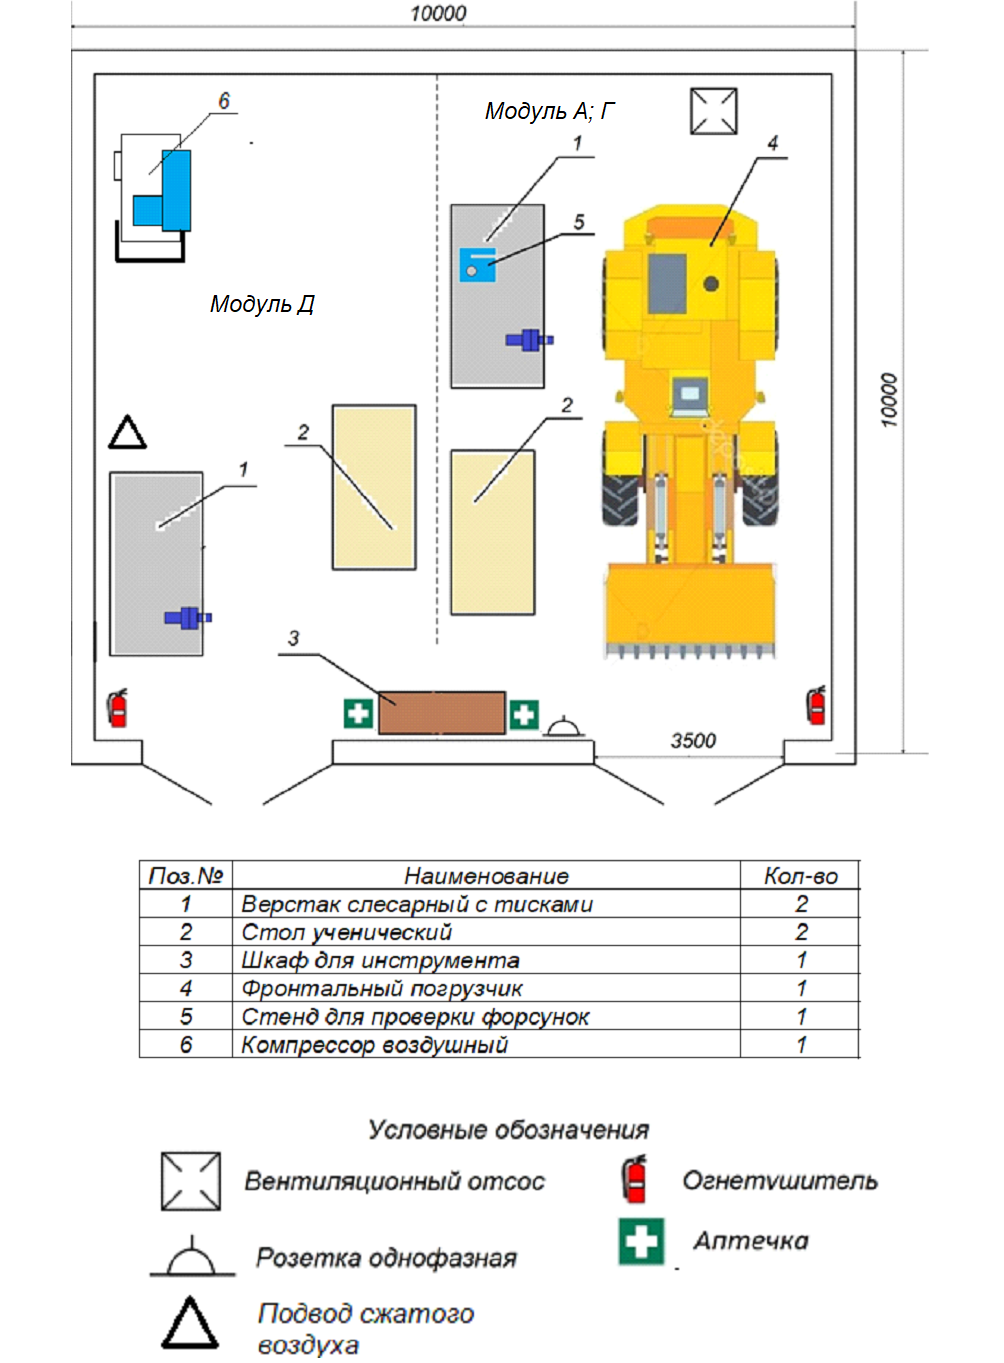 10000
6
Модуль А; Г
1
4
5
Модуль Д
10000
2
2
1
3
3500
Поз.№ Наименование Кол-во
1 Верстак слесарный с тисками 2
2 Стол ученический 2
3 Шкаф для инструмента 1
4 Фронтальный погрузчик 1
5 Стенд для проверки форсунок 1
6 Компрессор воздушный 1
Условные обозначения
Вентиляционный отсос
Огнетушитель
Розетка однофазная
Аптечка
Подвод сжатого
воздуха